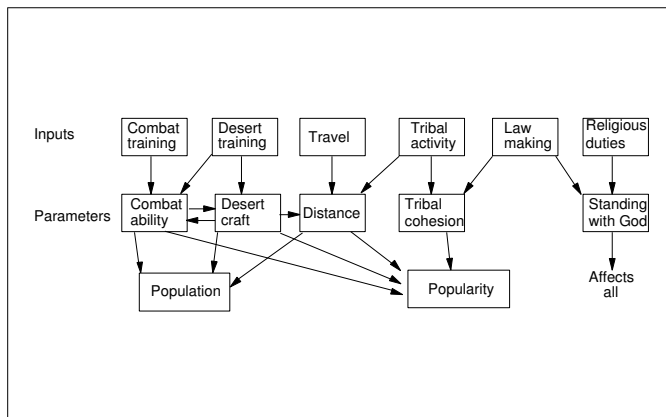 Inputs
Combat
training
Desert
training
Travel
Tribal
activity
Law
making
Religious
duties
Parameters
Combat
ability
Desert
craft
Distance
Tribal
cohesion
Standing
with God
Population
Popularity
Affects
all